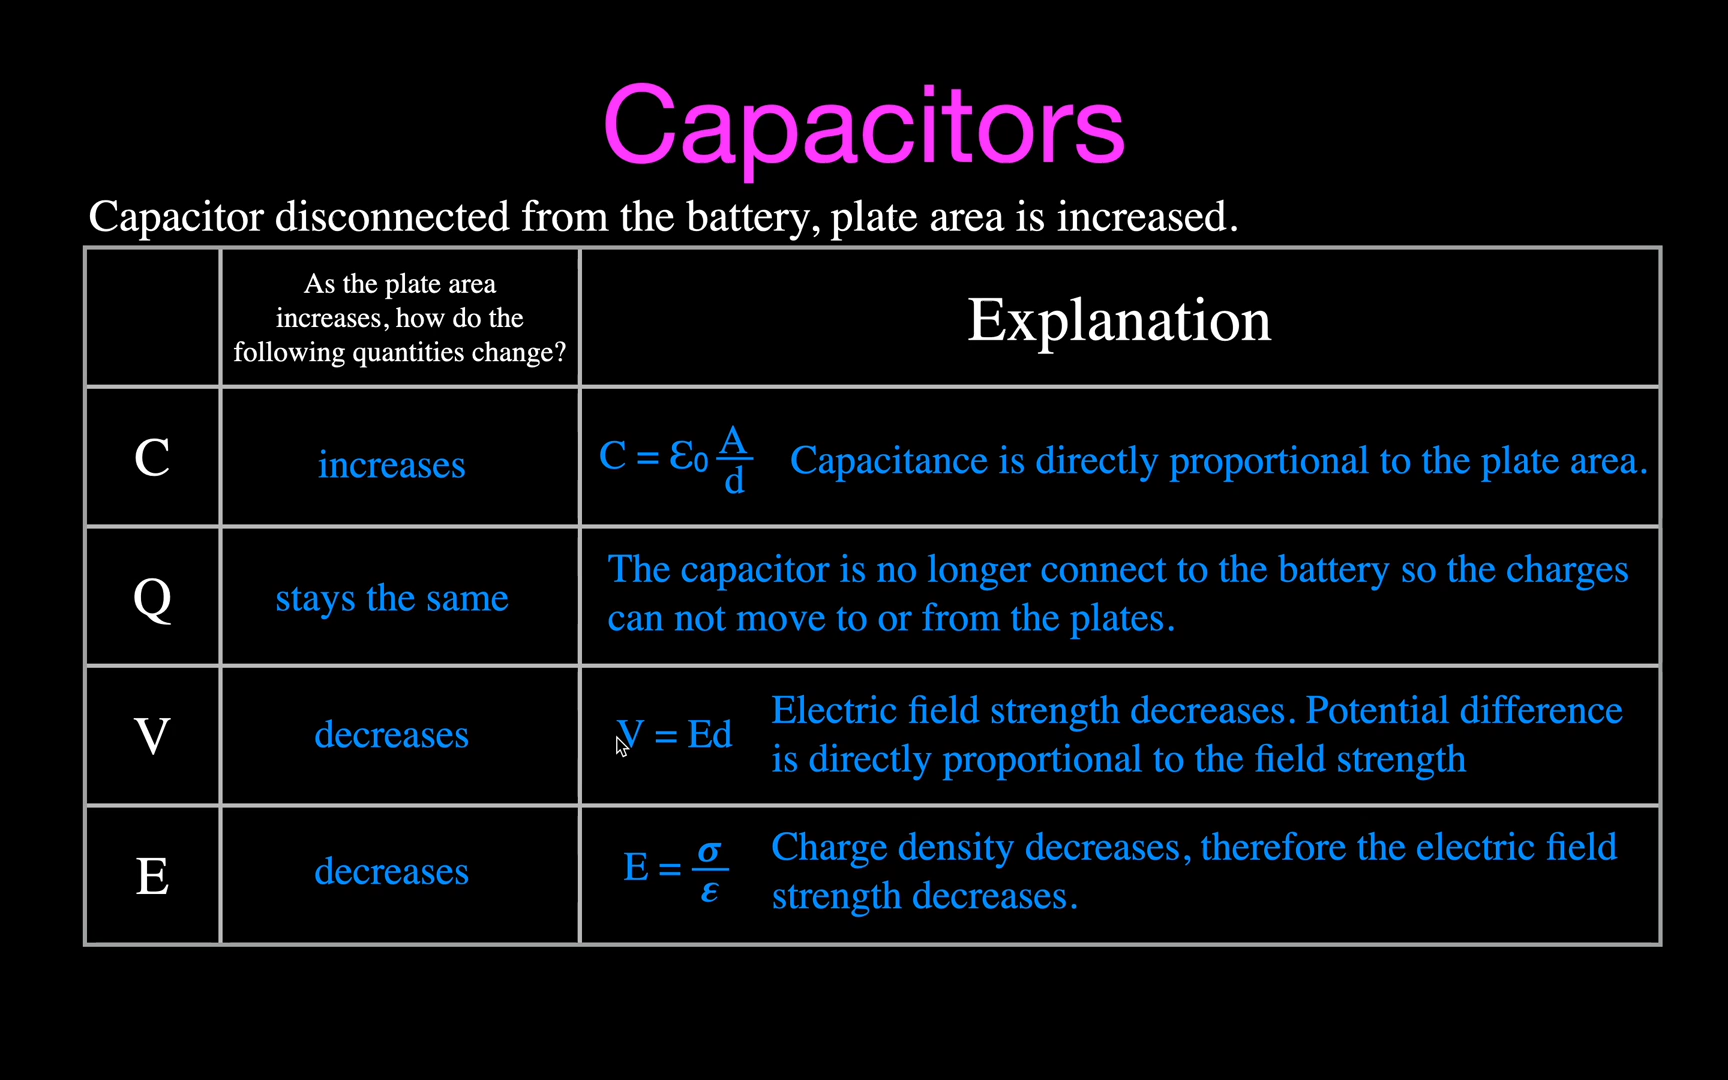 Capacitors
Capacitor disconnected from the battery, plate area is increased.
As the plate area
increases, how do the
following quantities change?
Explanation
C
increases
C = ℇ₀ A/d
Capacitance is directly proportional to the plate area.
Q
stays the same
The capacitor is no longer connect to the battery so the charges
can not move to or from the plates.
V
decreases
V = Ed
Electric field strength decreases. Potential difference
is directly proportional to the field strength
E
decreases
E = σ/ε
Charge density decreases, therefore the electric field
strength decreases.